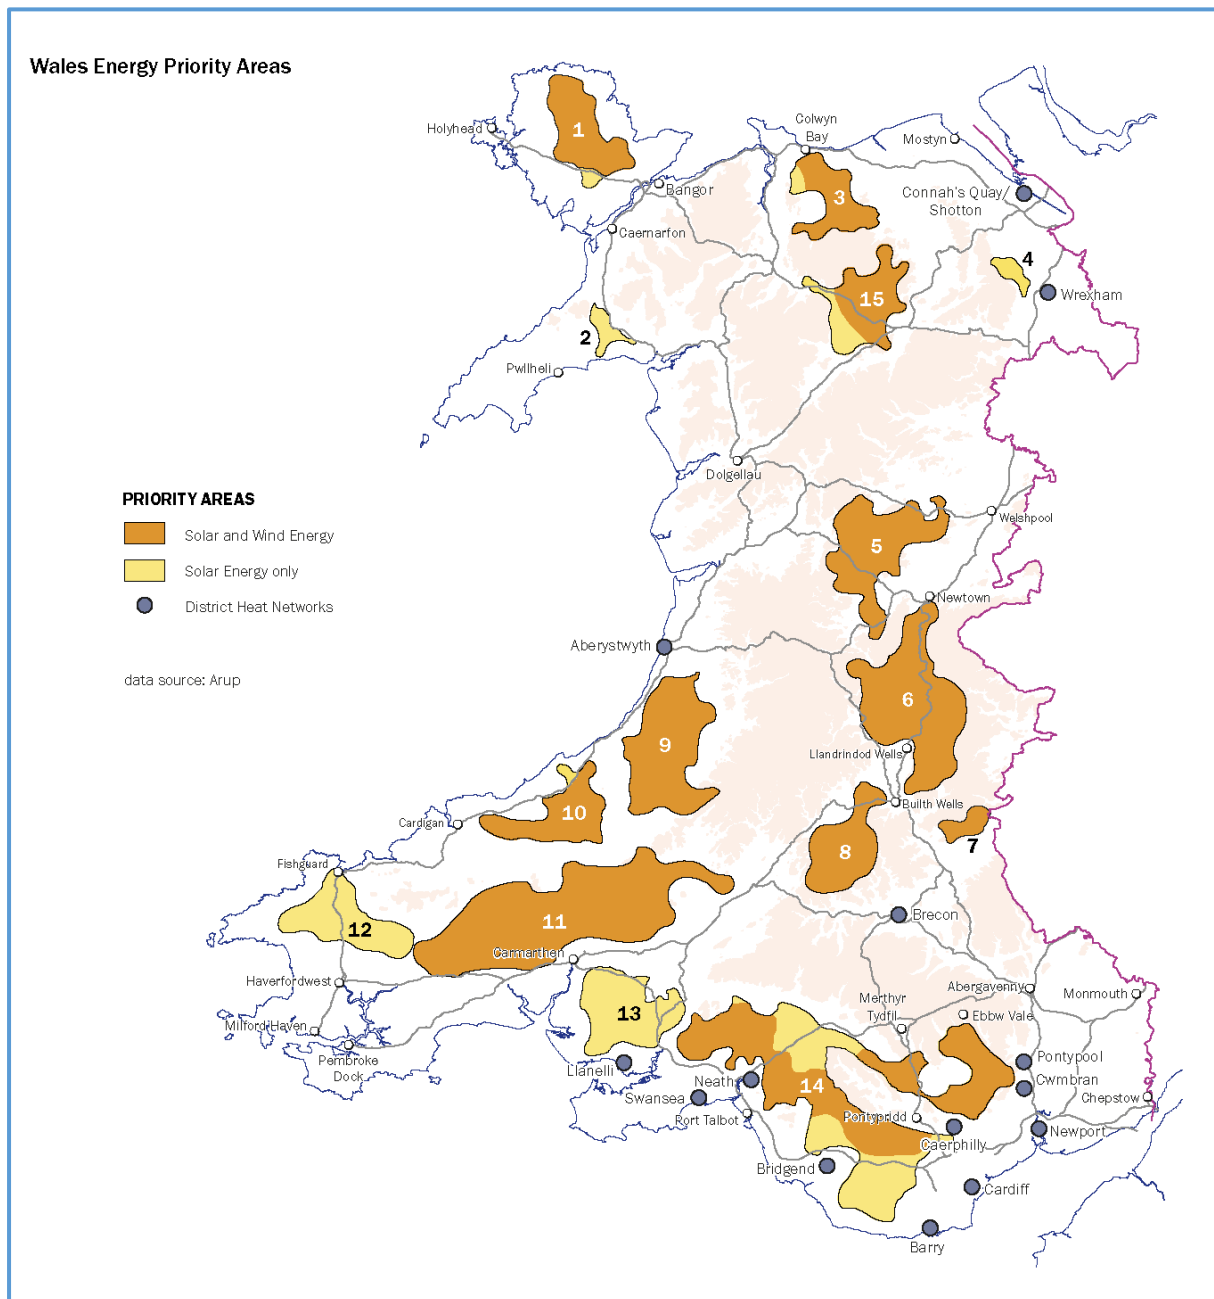 Wales Energy Priority Areas
1
Holyhead
Colwyn
Bay
Mostyn
Bangor
3
Connah's Quay/
Shotton
Caernarfon
4
15
Wrexham
2
Pwllheli
Dolgellau
PRIORITY AREAS
Solar and Wind Energy
Solar Energy only
District Heat Networks
data source: Arup
Welshpool
5
Newtown
Aberystwyth
6
9
Llandrindod Wells
Builth Wells
10
Cardigan
7
8
Fishguard
11
Brecon
12
Carmarthen
Haverfordwest
Abergavenny
Monmouth
Merthyr
Tydfil
Ebbw Vale
13
Milford Haven
Pembroke
Dock
Llanelli
Pontypool
Neath
14
Cwmbran
Swansea
Chepstow
Port Talbot
Pontypridd
Newport
Caerphilly
Bridgend
Cardiff
Barry